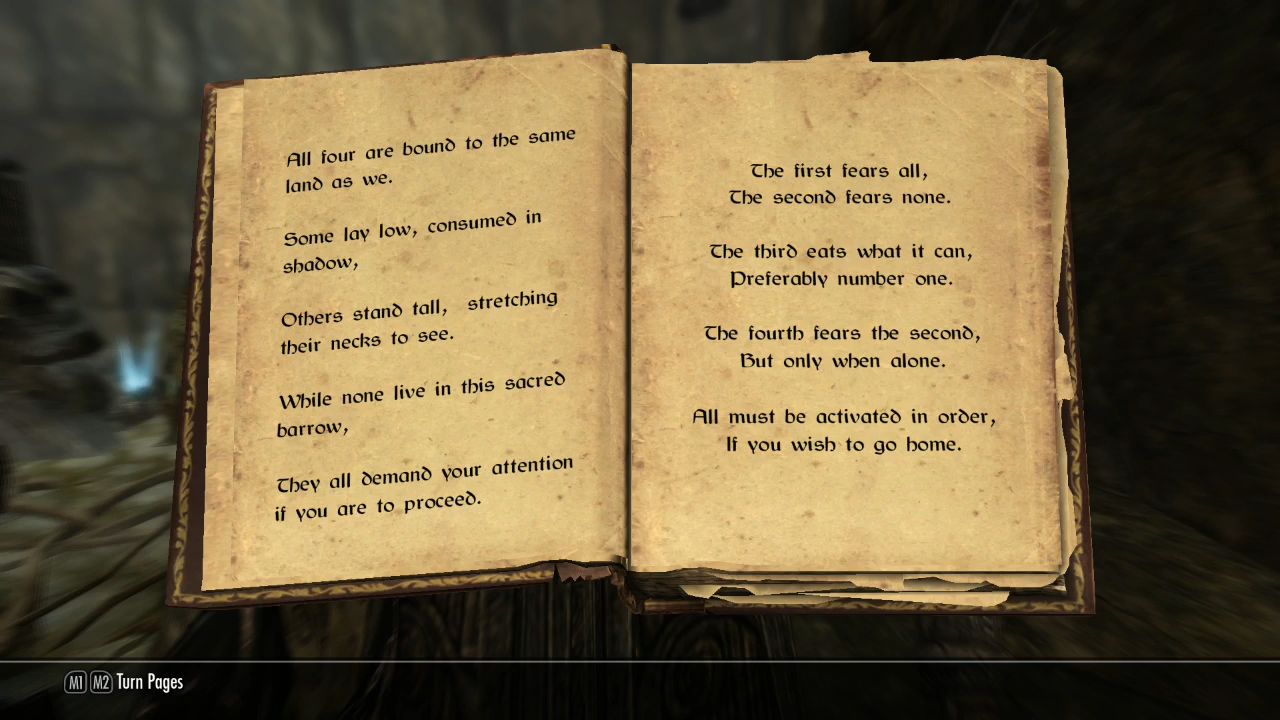 All four are bound to the same
land as we.
Some lay low, consumed in
shadow,
Others stand tall, stretching
their necks to see.
While none live in this sacred
barrow,
They all demand your attention
if you are to proceed.
The first fears all,
The second fears none.
The third eats what it can,
Preferably number one.
The fourth fears the second,
But only when alone.
All must be activated in order,
If you wish to go home.
M1 M2 Turn Pages